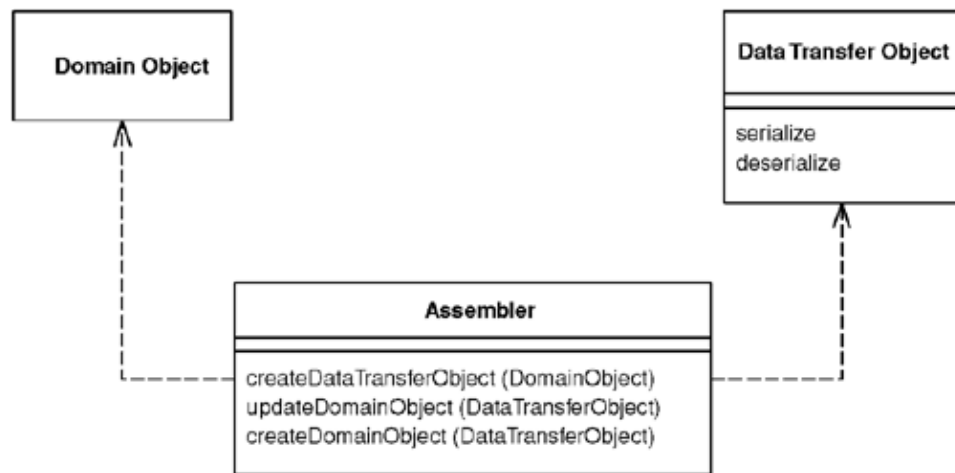 Domain Object
Data Transfer Object
serialize
deserialize
Assembler
createDataTransferObject (DomainObject)
updateDomainObject (DataTransferObject)
createDomainObject (DataTransferObject)